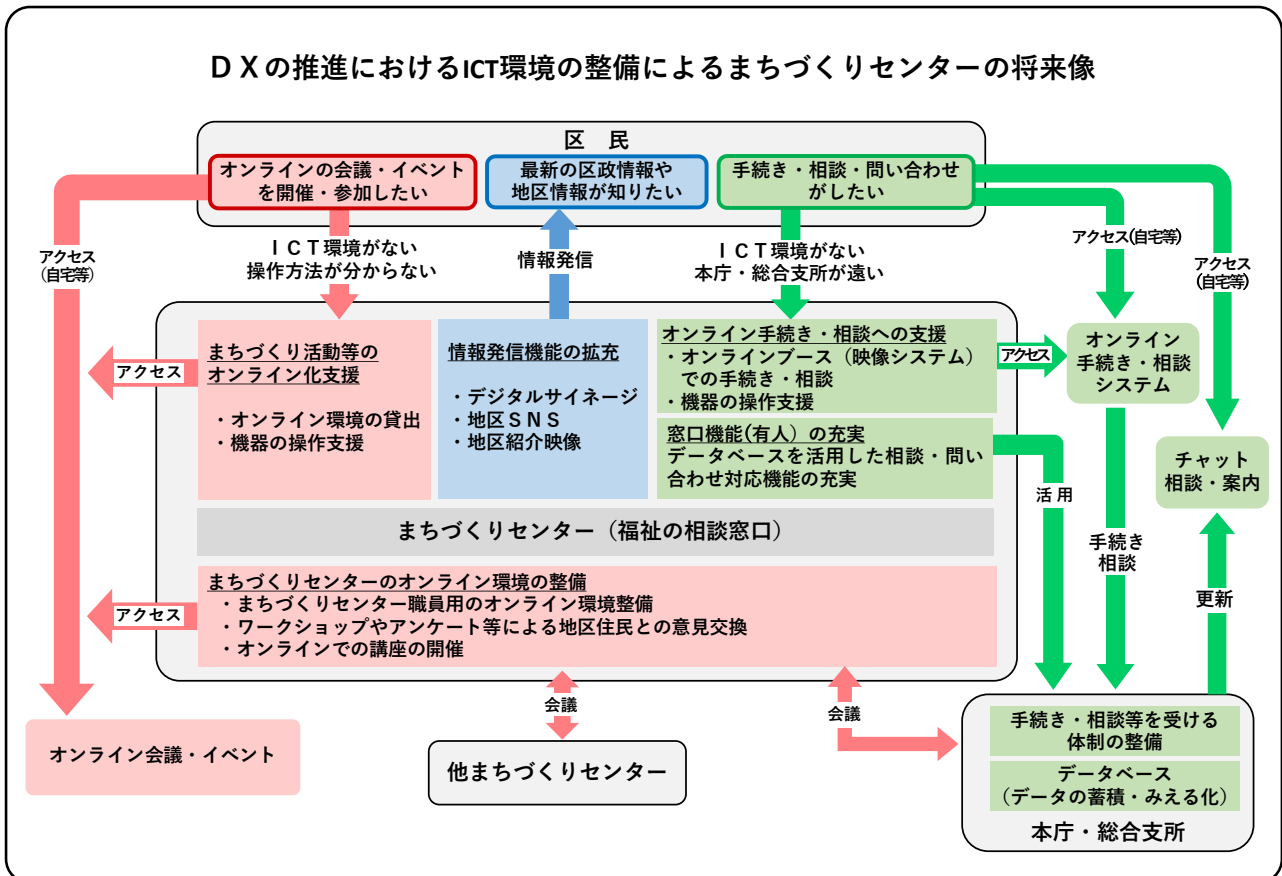 ＤＸの推進におけるICT環境の整備によるまちづくりセンターの将来像
区　民
オンラインの会議・イベント
を開催・参加したい
最新の区政情報や
地区情報が知りたい
手続き・相談・問い合わせ
がしたい
アクセス
（自宅等）
ＩＣＴ環境がない
操作方法が分からない
情報発信
ＩＣＴ環境がない
本庁・総合支所が遠い
アクセス(自宅等)
アクセス
(自宅等)
アクセス
まちづくり活動等の
オンライン化支援
・オンライン環境の貸出
・機器の操作支援
情報発信機能の拡充
・デジタルサイネージ
・地区ＳＮＳ
・地区紹介映像
オンライン手続き・相談への支援
・オンラインブース（映像システム）
での手続き・相談
・機器の操作支援
アクセス
オンライン
手続き・相談
システム
窓口機能(有人）の充実
データベースを活用した相談・問い
合わせ対応機能の充実
活用
チャット
相談・案内
まちづくりセンター（福祉の相談窓口）
手続き
相談
更新
アクセス
まちづくりセンターのオンライン環境の整備
・まちづくりセンター職員用のオンライン環境整備
・ワークショップやアンケート等による地区住民との意見交換
・オンラインでの講座の開催
会議
会議
オンライン会議・イベント
他まちづくりセンター
手続き・相談等を受ける
体制の整備
データベース
（データの蓄積・みえる化）
本庁・総合支所